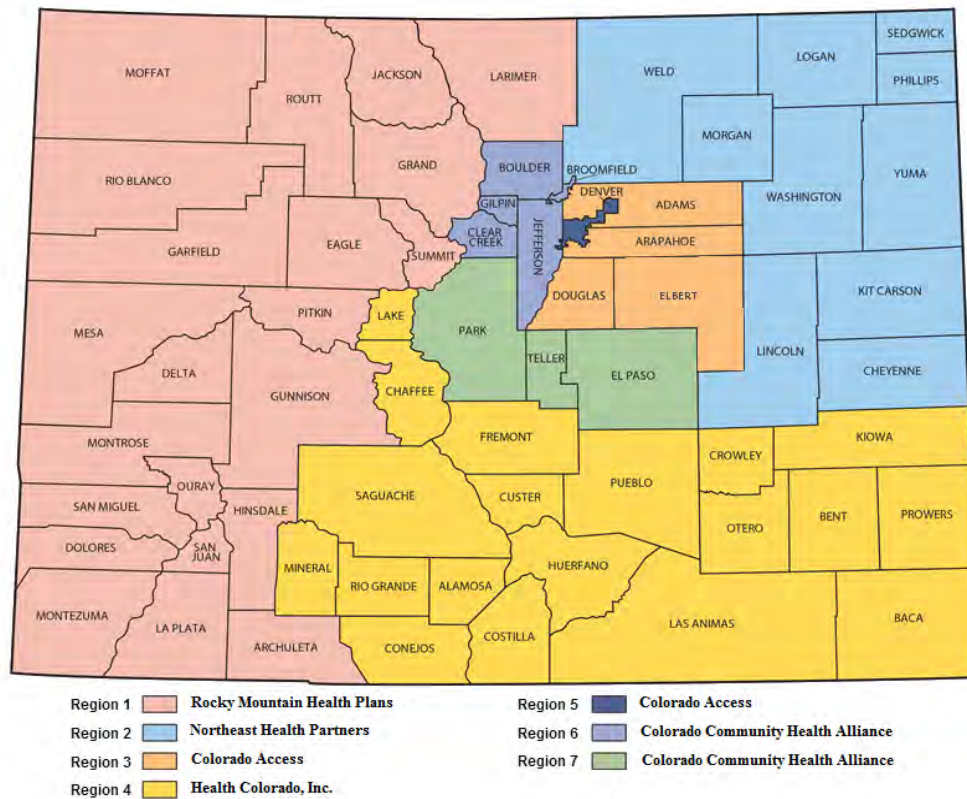 SEDGWICK
LOGAN
WELD
LARIMER
JACKSON
MOFFAT
ROUTT
PHILLIPS
MORGAN
GRAND
BOULDER
BROOMFIELD
RIO BLANCO
YUMA
WASHINGTON
DENVER
ADAMS
GILPIN
CLEAR
CREEK
JEFFERSON
ARAPAHOE
GARFIELD
EAGLE
SUMMIT
DOUGLAS
ELBERT
KIT CARSON
PITKIN
LAKE
PARK
MESA
TELLER
LINCOLN
EL PASO
CHEYENNE
DELTA
GUNNISON
CHAFFEE
MONTROSE
FREMONT
KIOWA
CROWLEY
OURAY
SAGUACHE
CUSTER
PUEBLO
SAN MIGUEL
HINSDALE
OTERO
BENT
PROWERS
DOLORES
SAN
JUAN
MINERAL
RIO GRANDE
ALAMOSA
HUERFANO
MONTEZUMA
LA PLATA
ARCHULETA
CONEJOS
COSTILLA
LAS ANIMAS
BACA
Region 1 Rocky Mountain Health Plans
Region 2 Northeast Health Partners
Region 3 Colorado Access
Region 4 Health Colorado, Inc.
Region 5 Colorado Access
Region 6 Colorado Community Health Alliance
Region 7 Colorado Community Health Alliance